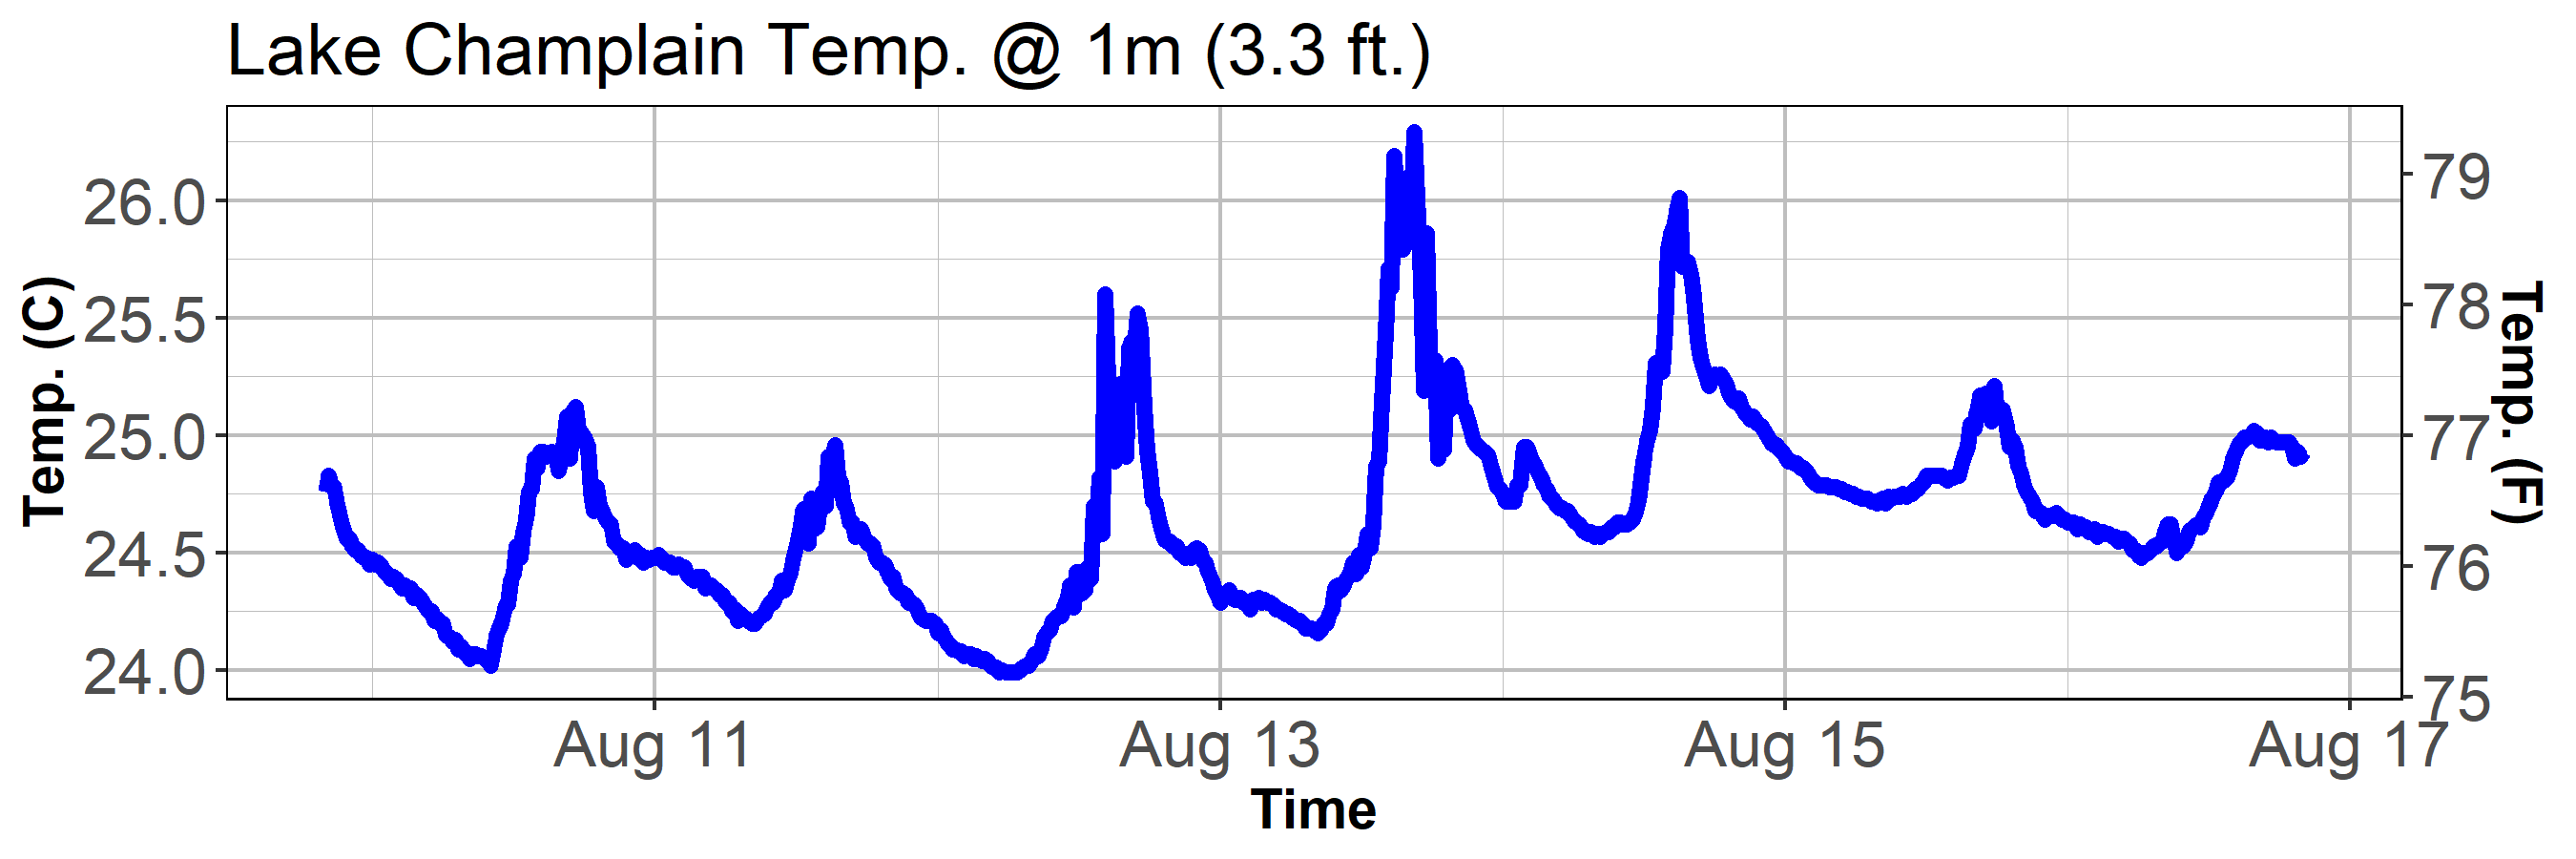 Lake Champlain Temp. @ 1m (3.3 ft.)
Temp. (C)
26.0
25.5
25.0
24.5
24.0
79
78
77
76
75
Temp. (F)
Aug 11 Aug 13 Aug 15 Aug 17
Time